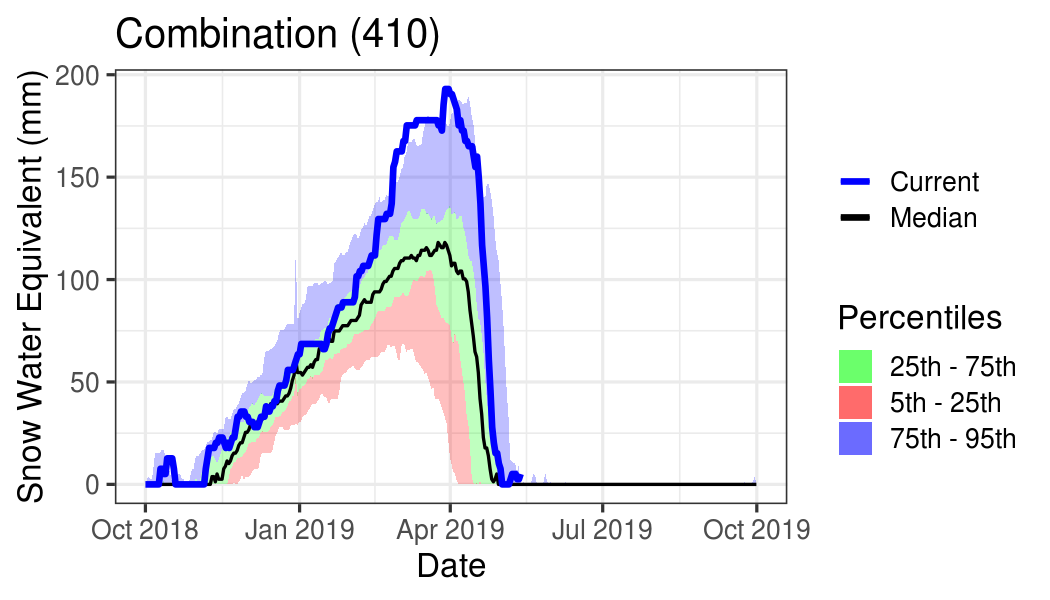 Combination (410)
Snow Water Equivalent (mm)
200
150
100
50
0
Oct 2018
Jan 2019
Apr 2019
Jul 2019
Oct 2019
Date
Current
Median
Percentiles
25th - 75th
5th - 25th
75th - 95th